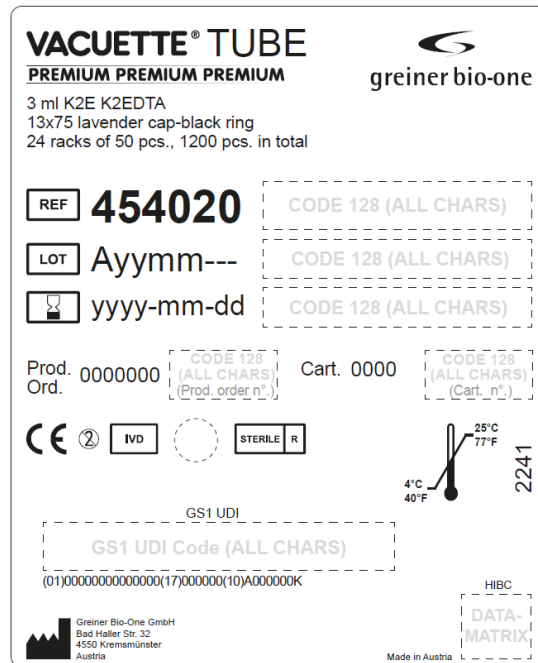 VACUETTE® TUBE
PREMIUM PREMIUM PREMIUM
greiner bio-one
3 ml K2E K2EDTA
13x75 lavender cap-black ring
24 racks of 50 pcs., 1200 pcs. in total
REF 454020 CODE 128 (ALL CHARS)
LOT Ayymm--- CODE 128 (ALL CHARS)
yyyy-mm-dd CODE 128 (ALL CHARS)
Prod. Ord. 0000000 CODE 128 (ALL CHARS) (Prod. order n°.) Cart. 0000 CODE 128 (ALL CHARS) (Cart. n°.)
CE 2 IVD STERILE R
25°C
77°F
4°C
40°F
2241
GS1 UDI
GS1 UDI Code (ALL CHARS)
(01)00000000000000(17)000000(10)A000000K
HIBC
DATA-
MATRIX
Greiner Bio-One GmbH
Bad Haller Str. 32
4550 Kremsmünster
Austria
Made in Austria